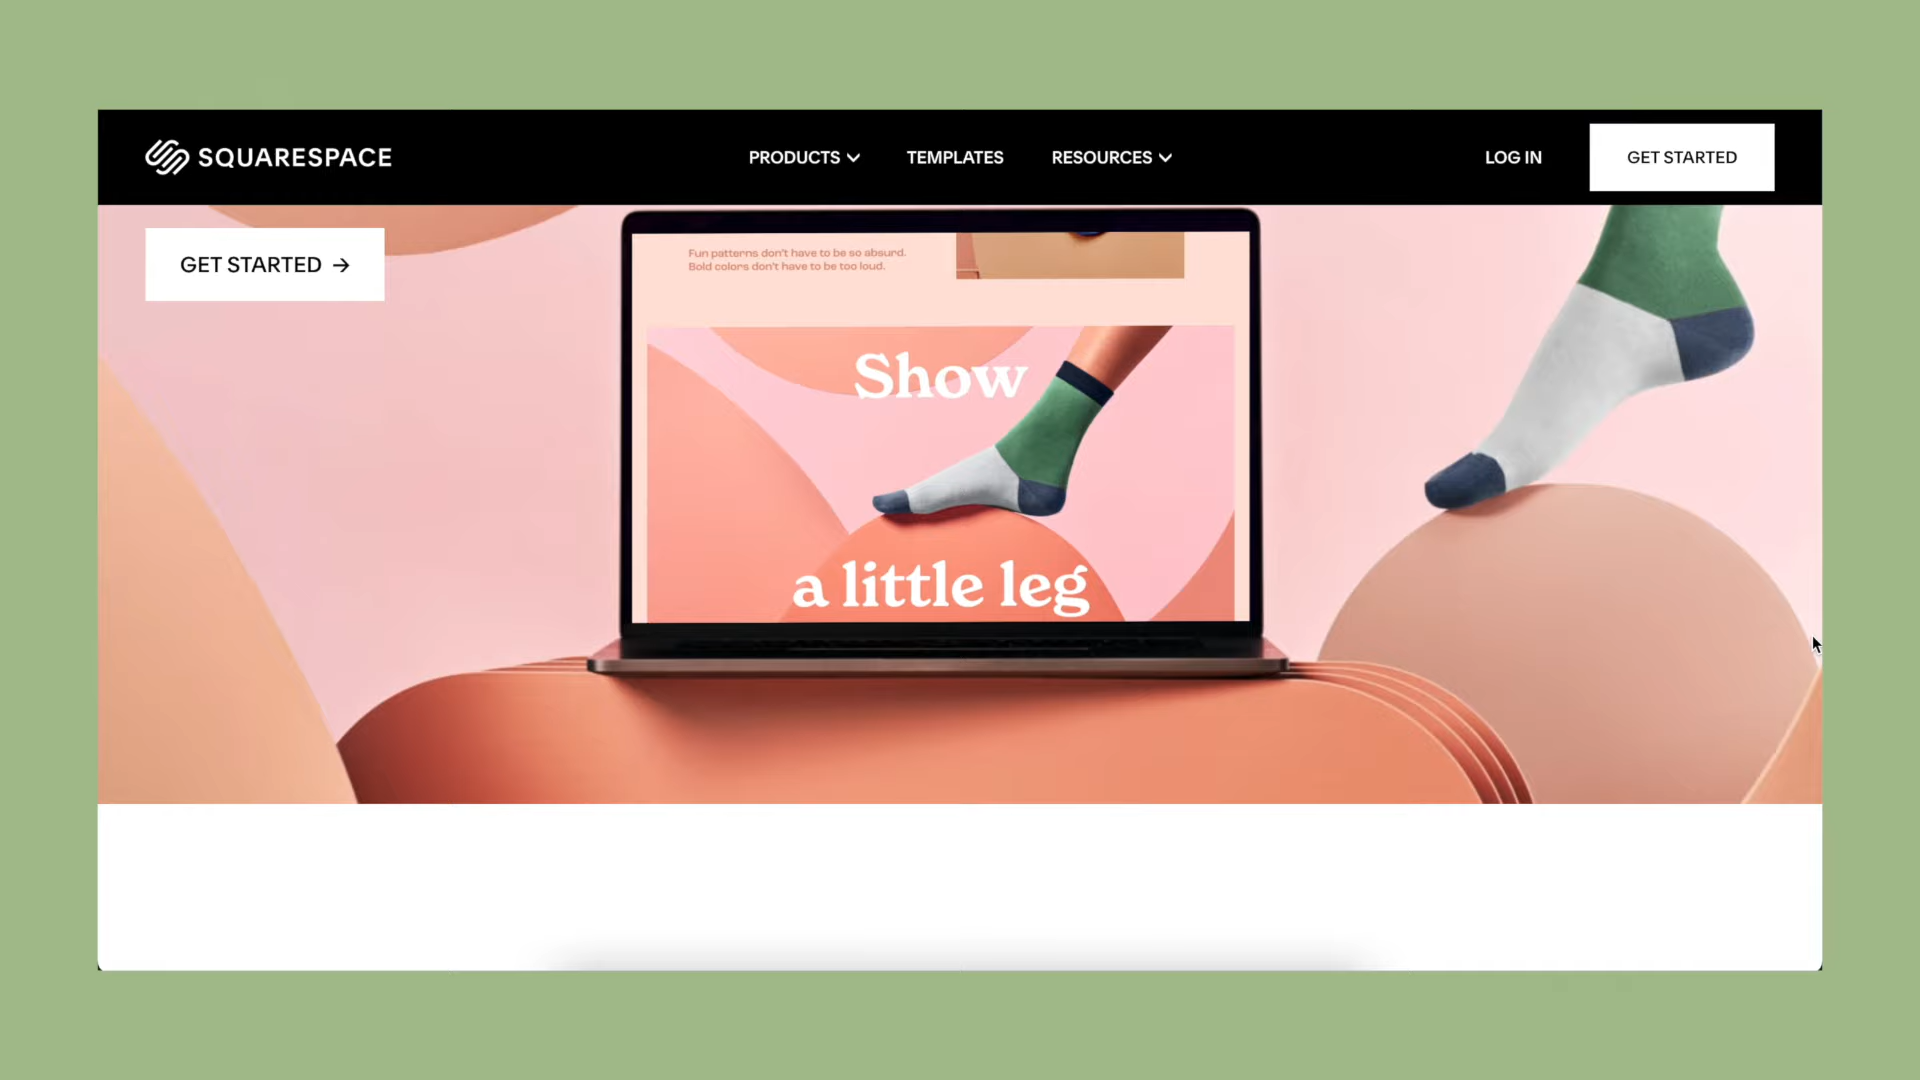 SQUARESPACE
PRODUCTS
TEMPLATES
RESOURCES
LOG IN
GET STARTED
GET STARTED →
Fun patterns don't have to be so absurd.
Bold colors don't have to be too loud.
Show
a little leg